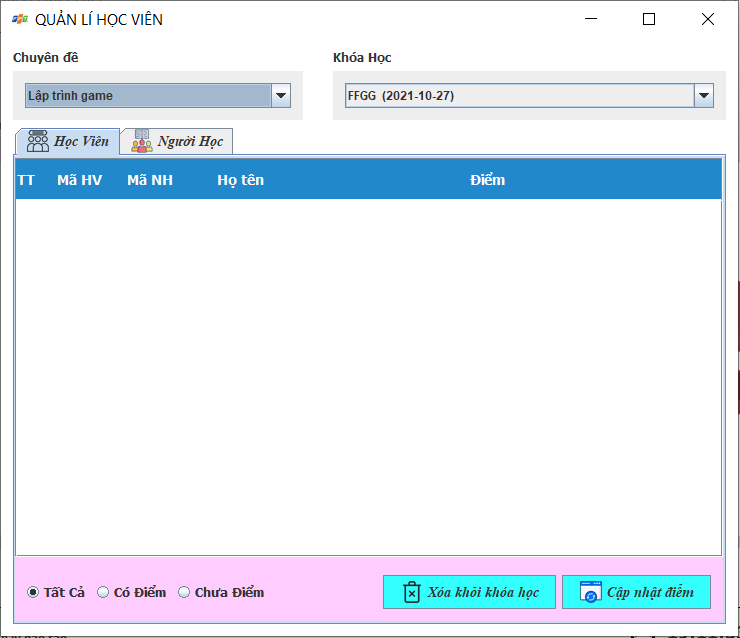 QUẢN LÍ HỌC VIÊN
Chuyên đề Khóa Học
Lập trình game FFGG (2021-10-27)
Học Viên Người Học
TT Mã HV Mã NH Họ tên Điểm
Tất Cả Có Điểm Chưa Điểm Xóa khỏi khóa học Cập nhật điểm